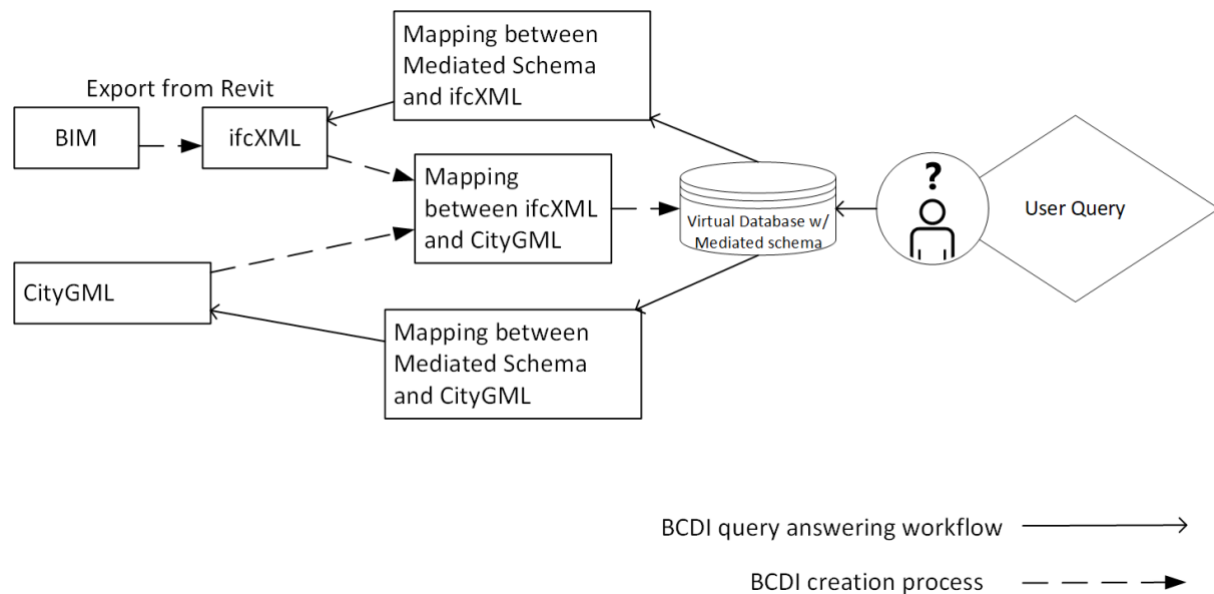 Mapping between
Mediated Schema
and ifcXML
Export from Revit
BIM
ifcXML
Mapping
between ifcXML
and CityGML
?
Virtual Database w/
Mediated schema
User Query
CityGML
Mapping between
Mediated Schema
and CityGML
BCDI query answering workflow
BCDI creation process